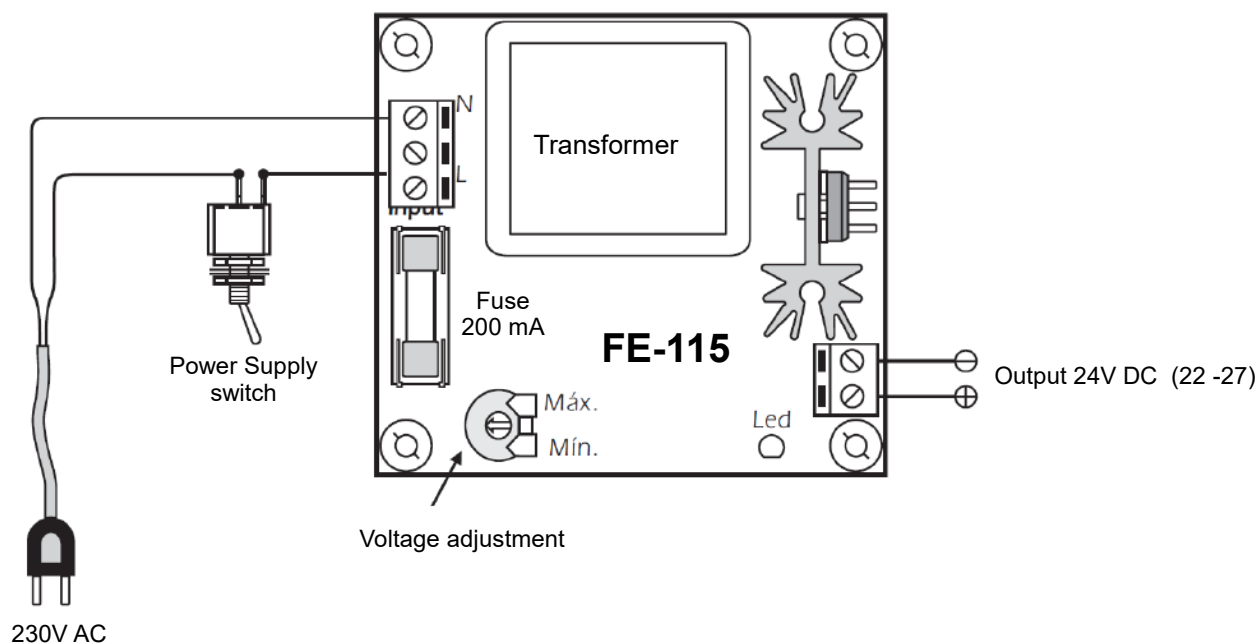 N
Transformer
L
Input
Fuse
200 mA
FE-115
Power Supply
switch
Output 24V DC  (22 -27)
Máx.
Led
Mín.
Voltage adjustment
230V AC